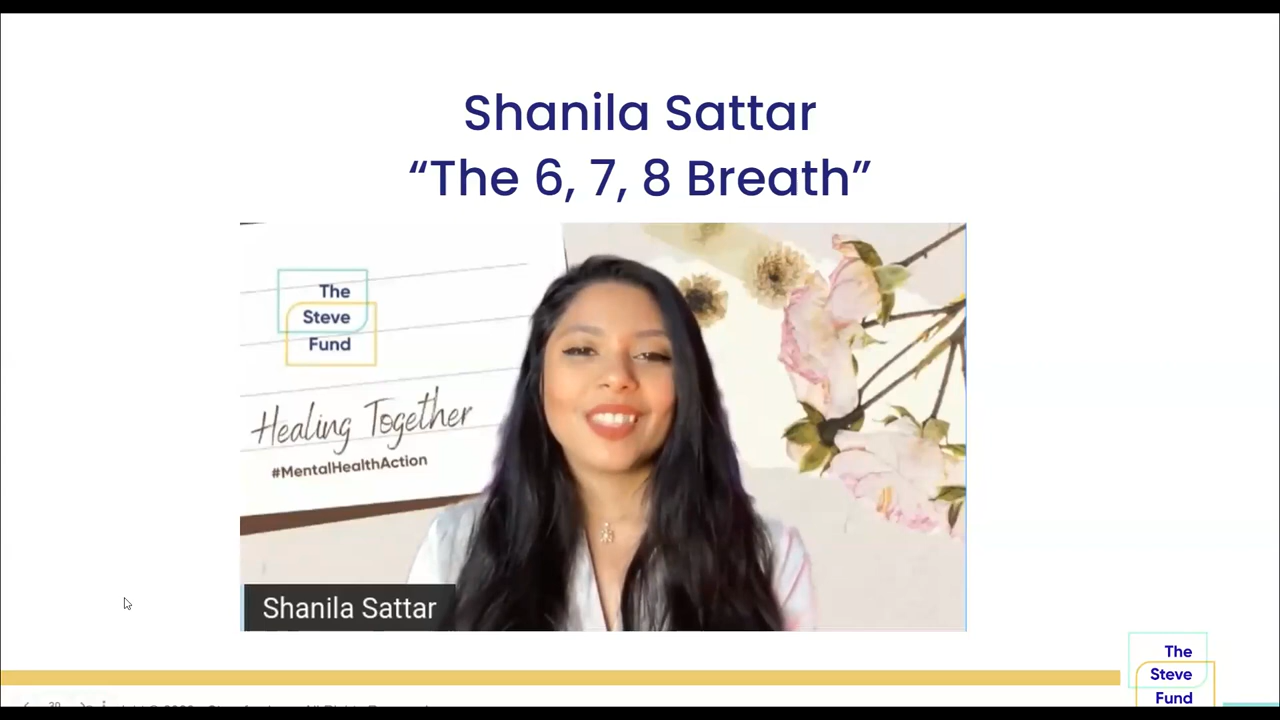 Shanila Sattar
“The 6, 7, 8 Breath”
The
Steve
Fund
Healing Together
#MentalHealthAction
Shanila Sattar
The
Steve
Fund